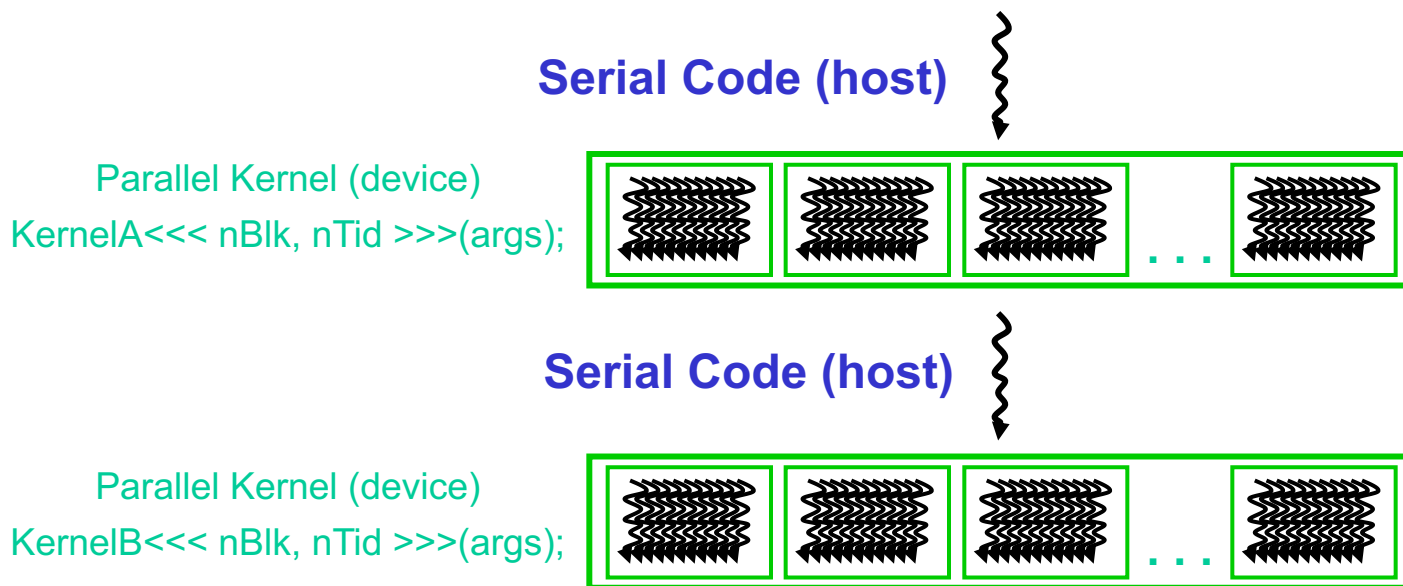 Serial Code (host)
Parallel Kernel (device)
KernelA<<< nBlk, nTid >>>(args);
. . .
Serial Code (host)
Parallel Kernel (device)
KernelB<<< nBlk, nTid >>>(args);
. . .